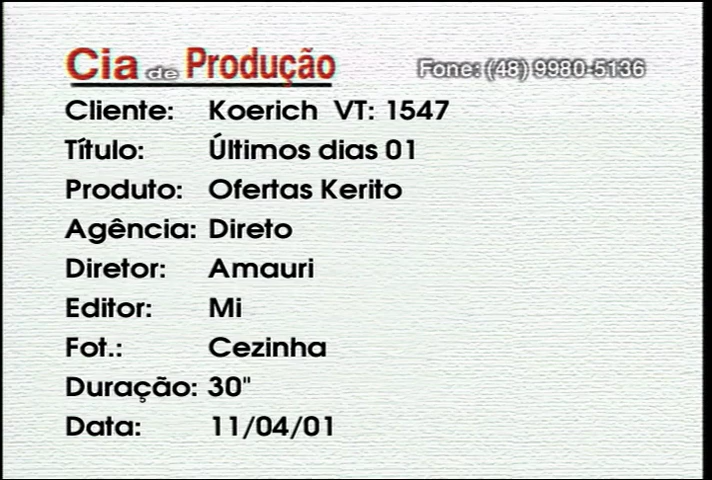 Cia de Produção Fone: (48) 9980-5136
Cliente: Koerich VT: 1547
Título: Últimos dias 01
Produto: Ofertas Kerito
Agência: Direto
Diretor: Amauri
Editor: Mi
Fot.: Cezinha
Duração: 30"
Data: 11/04/01